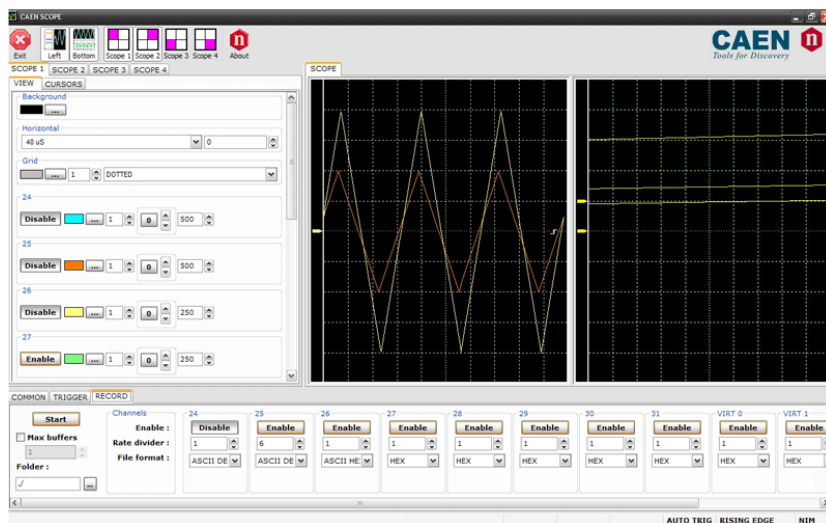 CAEN SCOPE
Exit Left Bottom Scope 1 Scope 2 Scope 3 Scope 4 About
CAEN n
Tools for Discovery
SCOPE 1 SCOPE 2 SCOPE 3 SCOPE 4 SCOPE
VIEW CURSORS
Background
...
Horizontal
40 uS 0
Grid
... 1 DOTTED
24
Disable ... 1 0 500
25
Disable ... 1 0 500
26
Disable ... 1 0 250
27
Enable ... 1 0 250
COMMON TRIGGER RECORD
Start
Max buffers
1
Folder :
./ ...
Channels 24 25 26 27 28 29 30 31 VIRT 0 VIRT 1
Enable : Disable Enable Enable Enable Enable Enable Enable Enable Enable Enable
Rate divider : 1 6 1 1 1 1 1 1 1 1
File format : ASCII DE ASCII DE ASCII HE HEX HEX HEX HEX HEX HEX HEX
AUTO TRIG RISING EDGE NIM